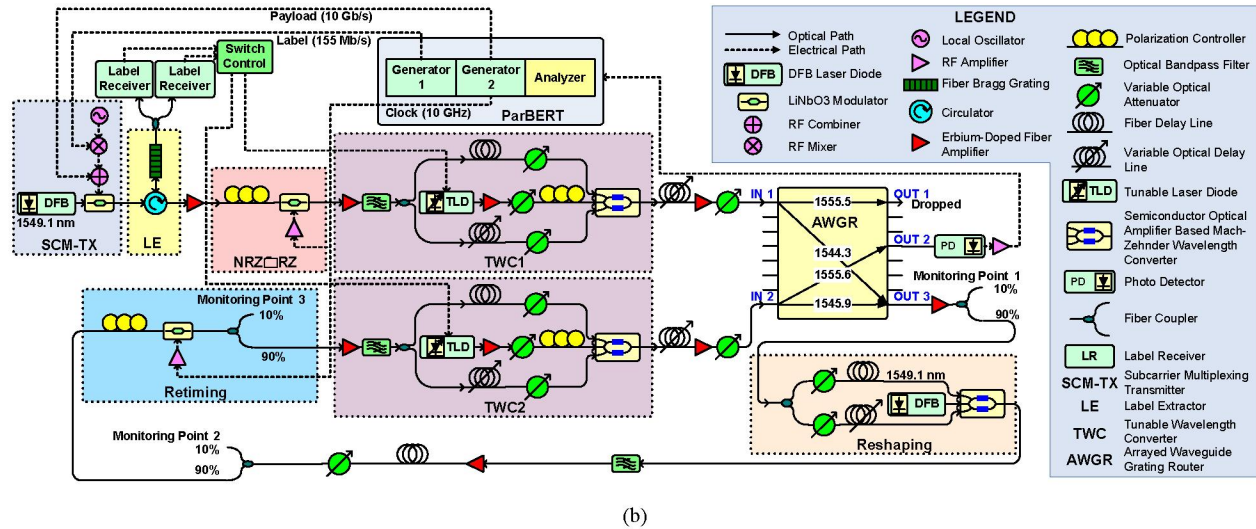 Payload (10 Gb/s)
Label (155 Mb/s)
Switch
Control
Label
Receiver
Label
Receiver
Generator
1
Generator
2
Analyzer
Clock (10 GHz)
ParBERT
DFB
1549.1 nm
SCM-TX
LE
NRZ□RZ
TLD
TWC1
IN 1
1555.5
OUT 1
Dropped
AWGR
OUT 2
PD
1544.3
1555.6
Monitoring Point 1
10%
IN 2
1545.9
OUT 3
90%
Monitoring Point 3
10%
90%
Retiming
TLD
TWC2
1549.1 nm
DFB
Reshaping
Monitoring Point 2
10%
90%
LEGEND
Optical Path
Electrical Path
DFB
DFB Laser Diode
LiNbO3 Modulator
RF Combiner
RF Mixer
Local Oscillator
RF Amplifier
Fiber Bragg Grating
Circulator
Erbium-Doped Fiber
Amplifier
Polarization Controller
Optical Bandpass Filter
Variable Optical
Attenuator
Fiber Delay Line
Variable Optical Delay
Line
TLD
Tunable Laser Diode
Semiconductor Optical
Amplifier Based Mach-
Zehnder Wavelength
Converter
PD
Photo Detector
Fiber Coupler
LR
Label Receiver
SCM-TX
Subcarrier Multiplexing
Transmitter
LE
Label Extractor
TWC
Tunable Wavelength
Converter
AWGR
Arrayed Waveguide
Grating Router
(b)